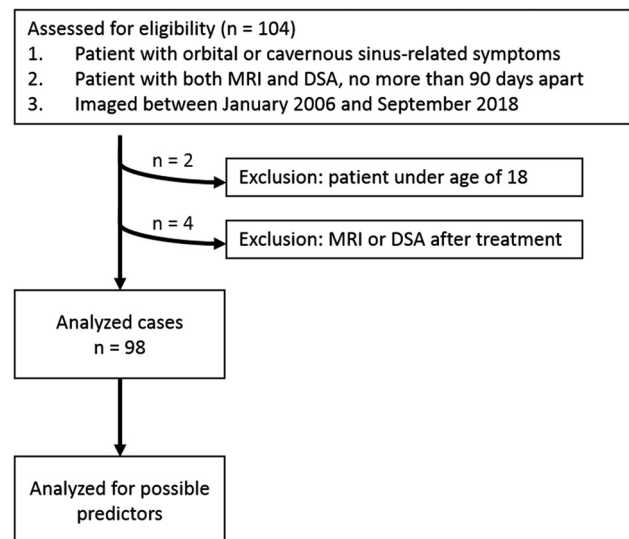 Assessed for eligibility (n = 104)
1. Patient with orbital or cavernous sinus-related symptoms
2. Patient with both MRI and DSA, no more than 90 days apart
3. Imaged between January 2006 and September 2018
n = 2
Exclusion: patient under age of 18
n = 4
Exclusion: MRI or DSA after treatment
Analyzed cases
n = 98
Analyzed for possible
predictors